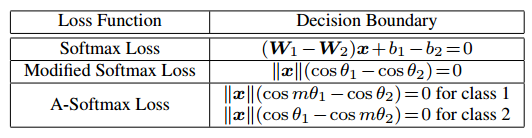 Loss Function Decision Boundary
Softmax Loss (W₁ − W₂)x+b₁ −b₂=0
Modified Softmax Loss ‖x‖(cos θ₁ − cos θ₂)=0
A-Softmax Loss ‖x‖(cos mθ₁ − cos θ₂)=0 for class 1
‖x‖(cos θ₁ − cos mθ₂)=0 for class 2